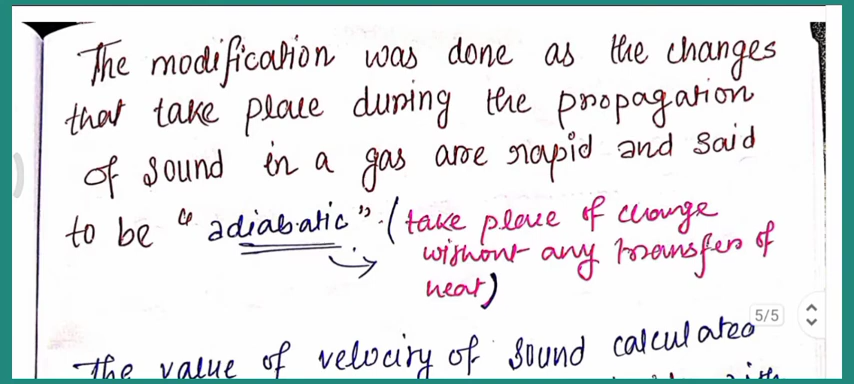 The modification was done as the changes
that take place during the propagation
of sound in a gas are rapid and said
to be "adiabatic". (take place of change
without any transfer of
heat)
5/5
The value of velocity of sound calculated